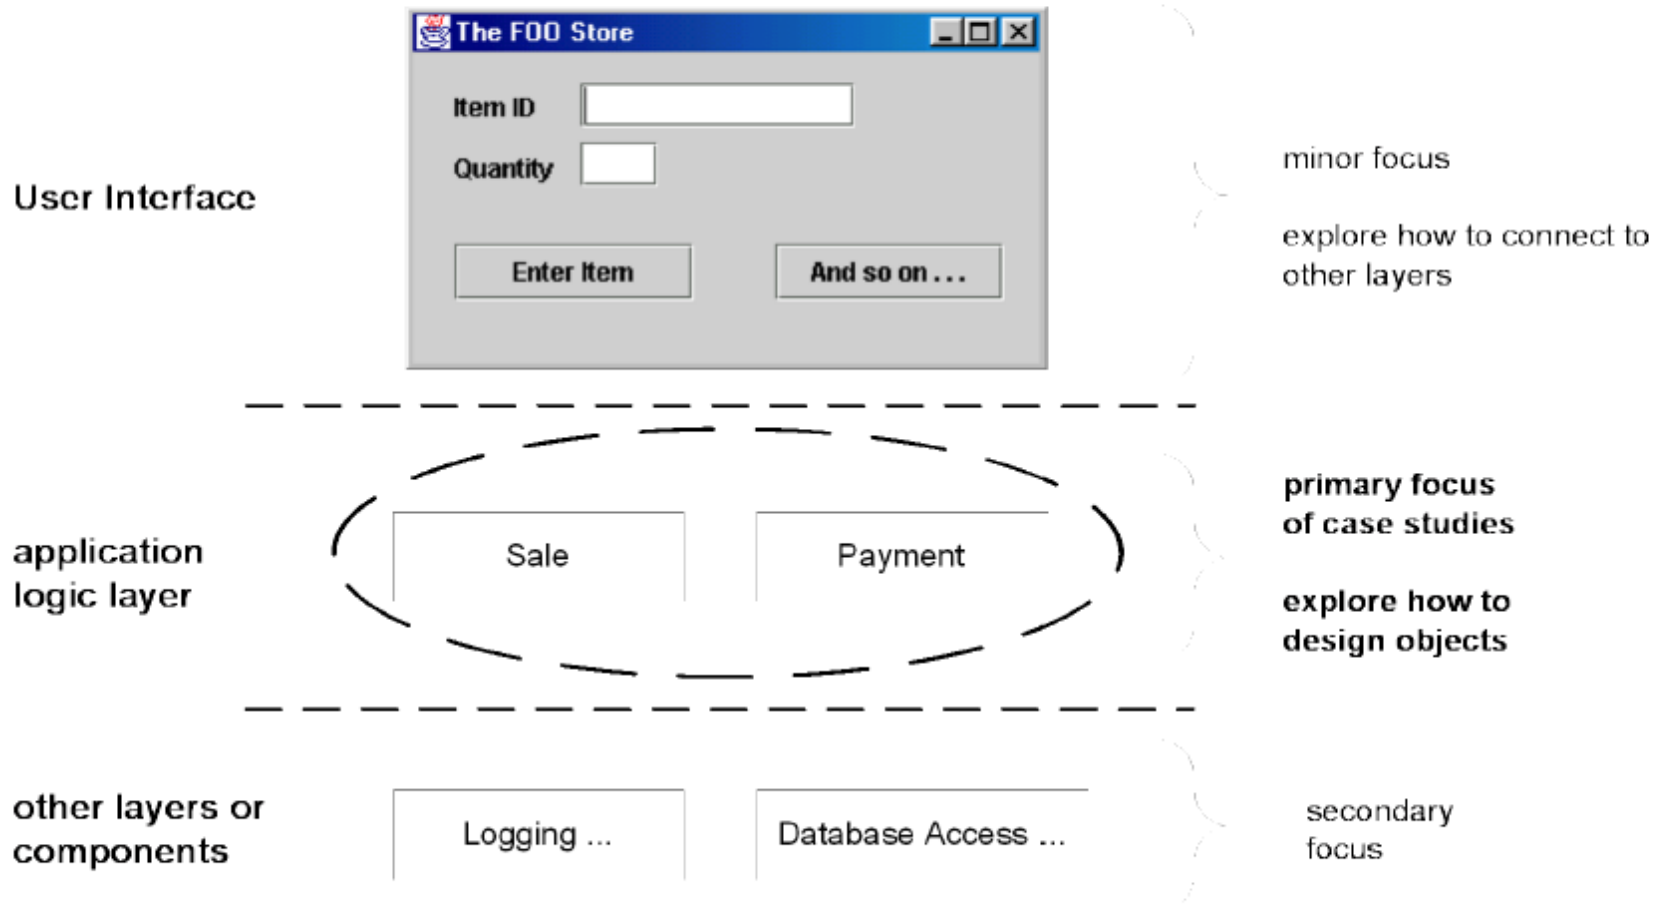 The FOO Store
Item ID
Quantity
Enter Item
And so on . . .
User Interface
minor focus
explore how to connect to
other layers
application
logic layer
Sale
Payment
primary focus
of case studies
explore how to
design objects
other layers or
components
Logging ...
Database Access ...
secondary
focus